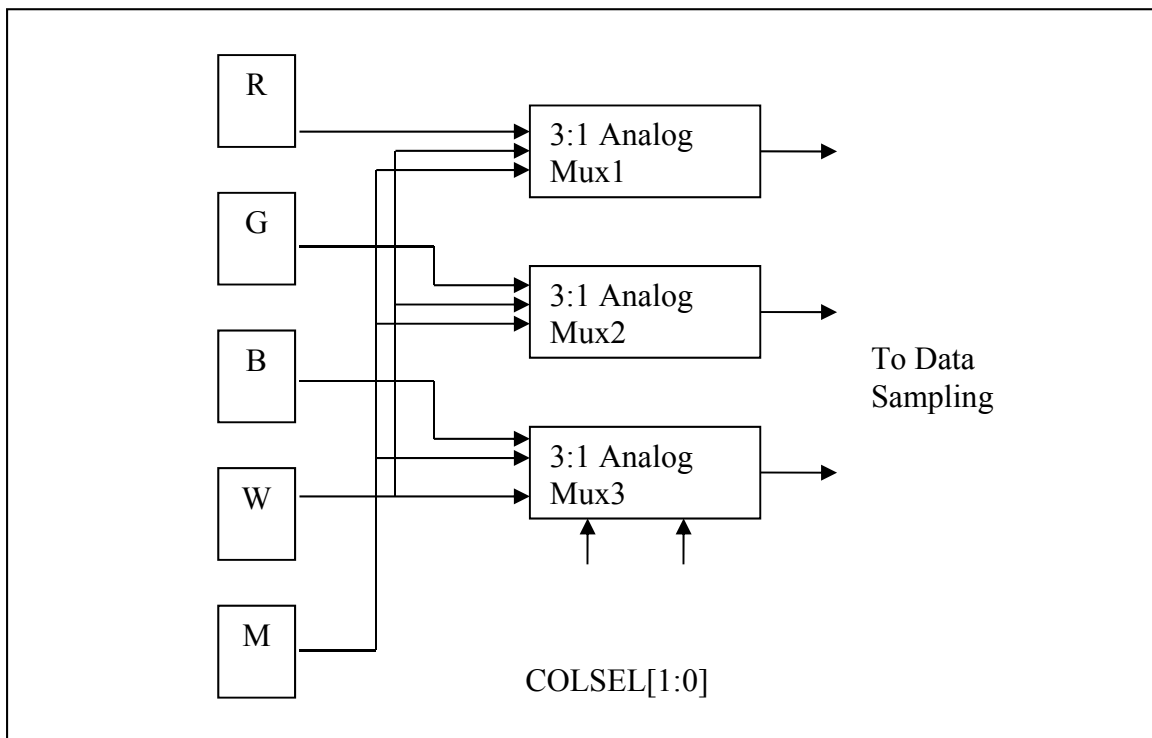 R
3:1 Analog
Mux1
G
3:1 Analog
Mux2
B
To Data
Sampling
3:1 Analog
Mux3
W
M
COLSEL[1:0]